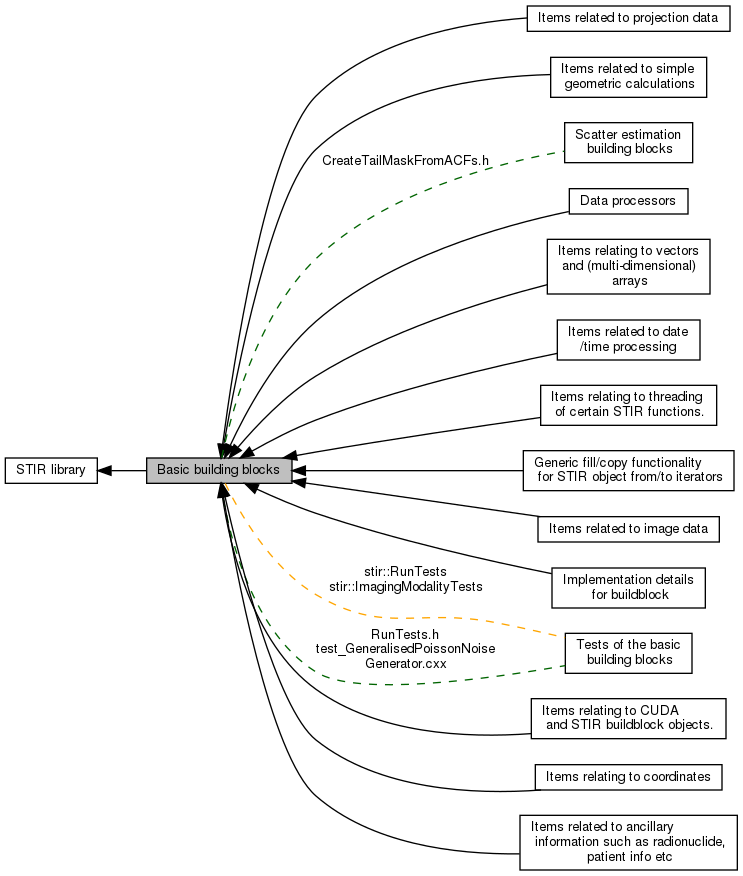 Items related to projection data
Items related to simple
geometric calculations
Scatter estimation
building blocks
CreateTailMaskFromACFs.h
Data processors
Items relating to vectors
and (multi-dimensional)
arrays
Items related to date
/time processing
Items relating to threading
of certain STIR functions.
STIR library
Basic building blocks
Generic fill/copy functionality
for STIR object from/to iterators
Items related to image data
stir::RunTests
stir::ImagingModalityTests
Implementation details
for buildblock
RunTests.h
test_GeneralisedPoissonNoise
Generator.cxx
Tests of the basic
building blocks
Items relating to CUDA
and STIR buildblock objects.
Items relating to coordinates
Items related to ancillary
information such as radionuclide,
patient info etc